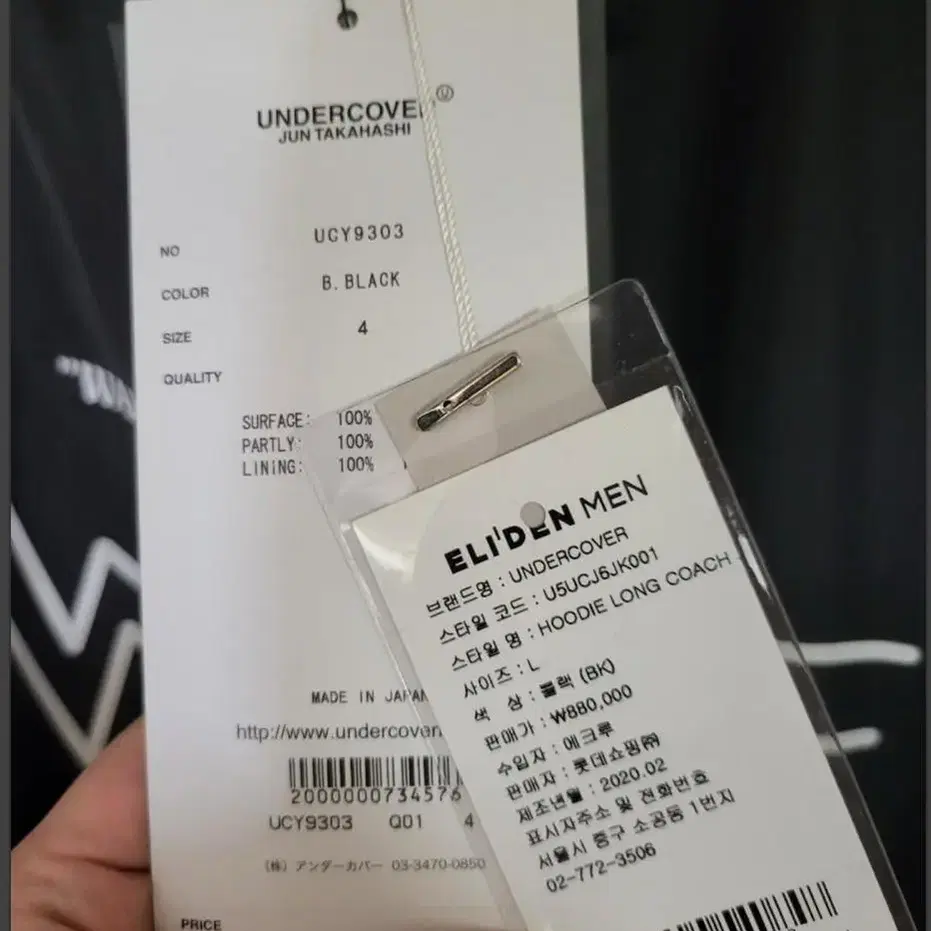 UNDERCOVE
JUN TAKAHASHI
NO UCY9303
COLOR B. BLACK
SIZE 4
QUALITY
SURFACE: 100%
PARTLY: 100%
LINING: 100%
MADE IN JAPAN
http://www.undercover
2000000734576
UCY9303 Q01 4
(株) アンダーカバー 03-3470-0850
PRICE
ELI'DEN MEN
브랜드명 : UNDERCOVER
스타일 코드 : U5UCJ6JK001
스타일 명 : HOODIE LONG COACH
사이즈 : L
색 상 : 블랙 (BK)
판매가 : ₩880,000
수입자 : 에크루
판매자 : 롯데쇼핑㈜
제조년월 : 2020.02
표시자주소 및 전화번호
서울시 중구 소공동 1번지
02-772-3506